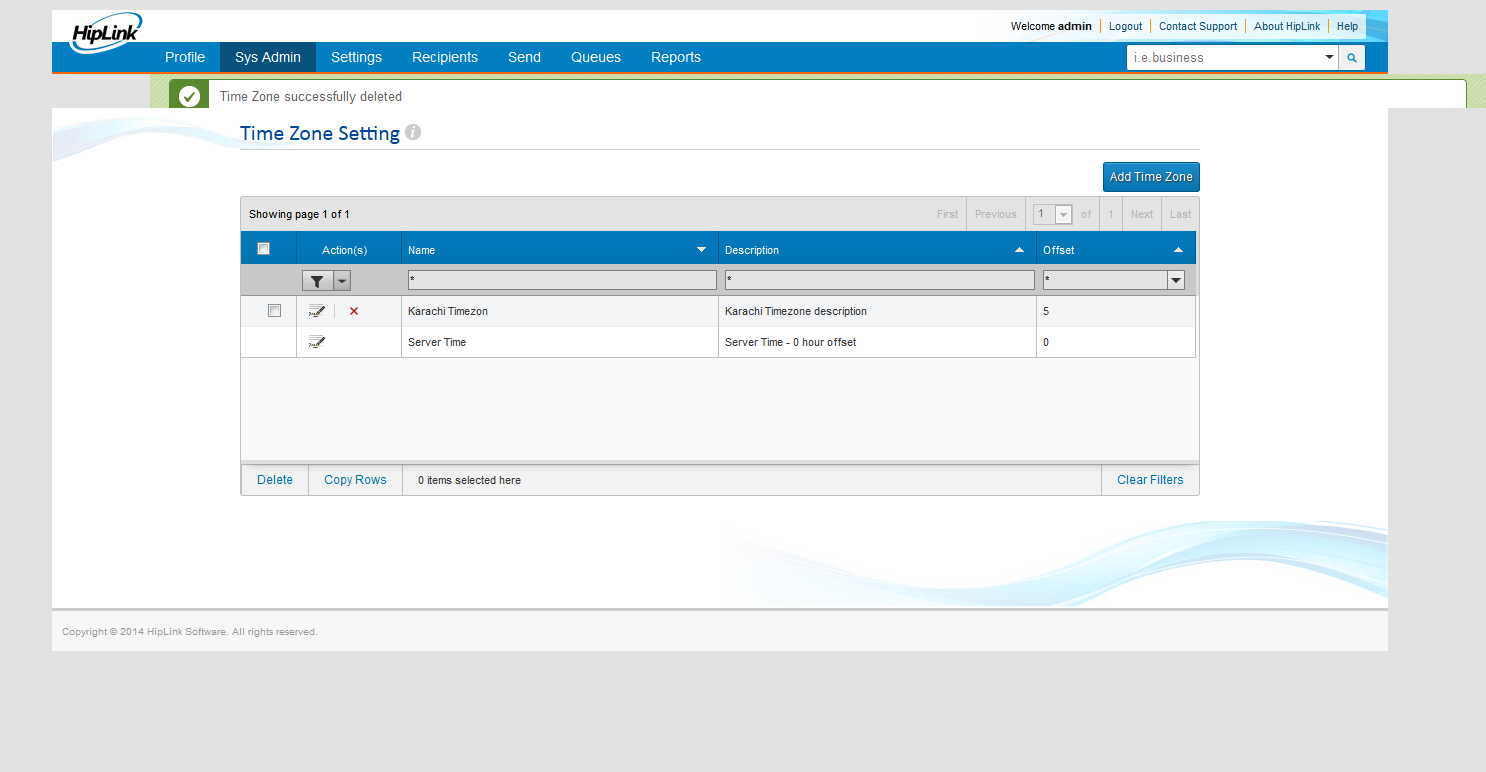 HipLink
Welcome admin Logout Contact Support About HipLink Help
Profile Sys Admin Settings Recipients Send Queues Reports i.e.business
Time Zone successfully deleted
Time Zone Setting i
Add Time Zone
Showing page 1 of 1 First Previous 1 of 1 Next Last
Action(s) Name Description Offset
* * *
Karachi Timezon Karachi Timezone description 5
Server Time Server Time - 0 hour offset 0
Delete Copy Rows 0 items selected here Clear Filters
Copyright © 2014 HipLink Software. All rights reserved.